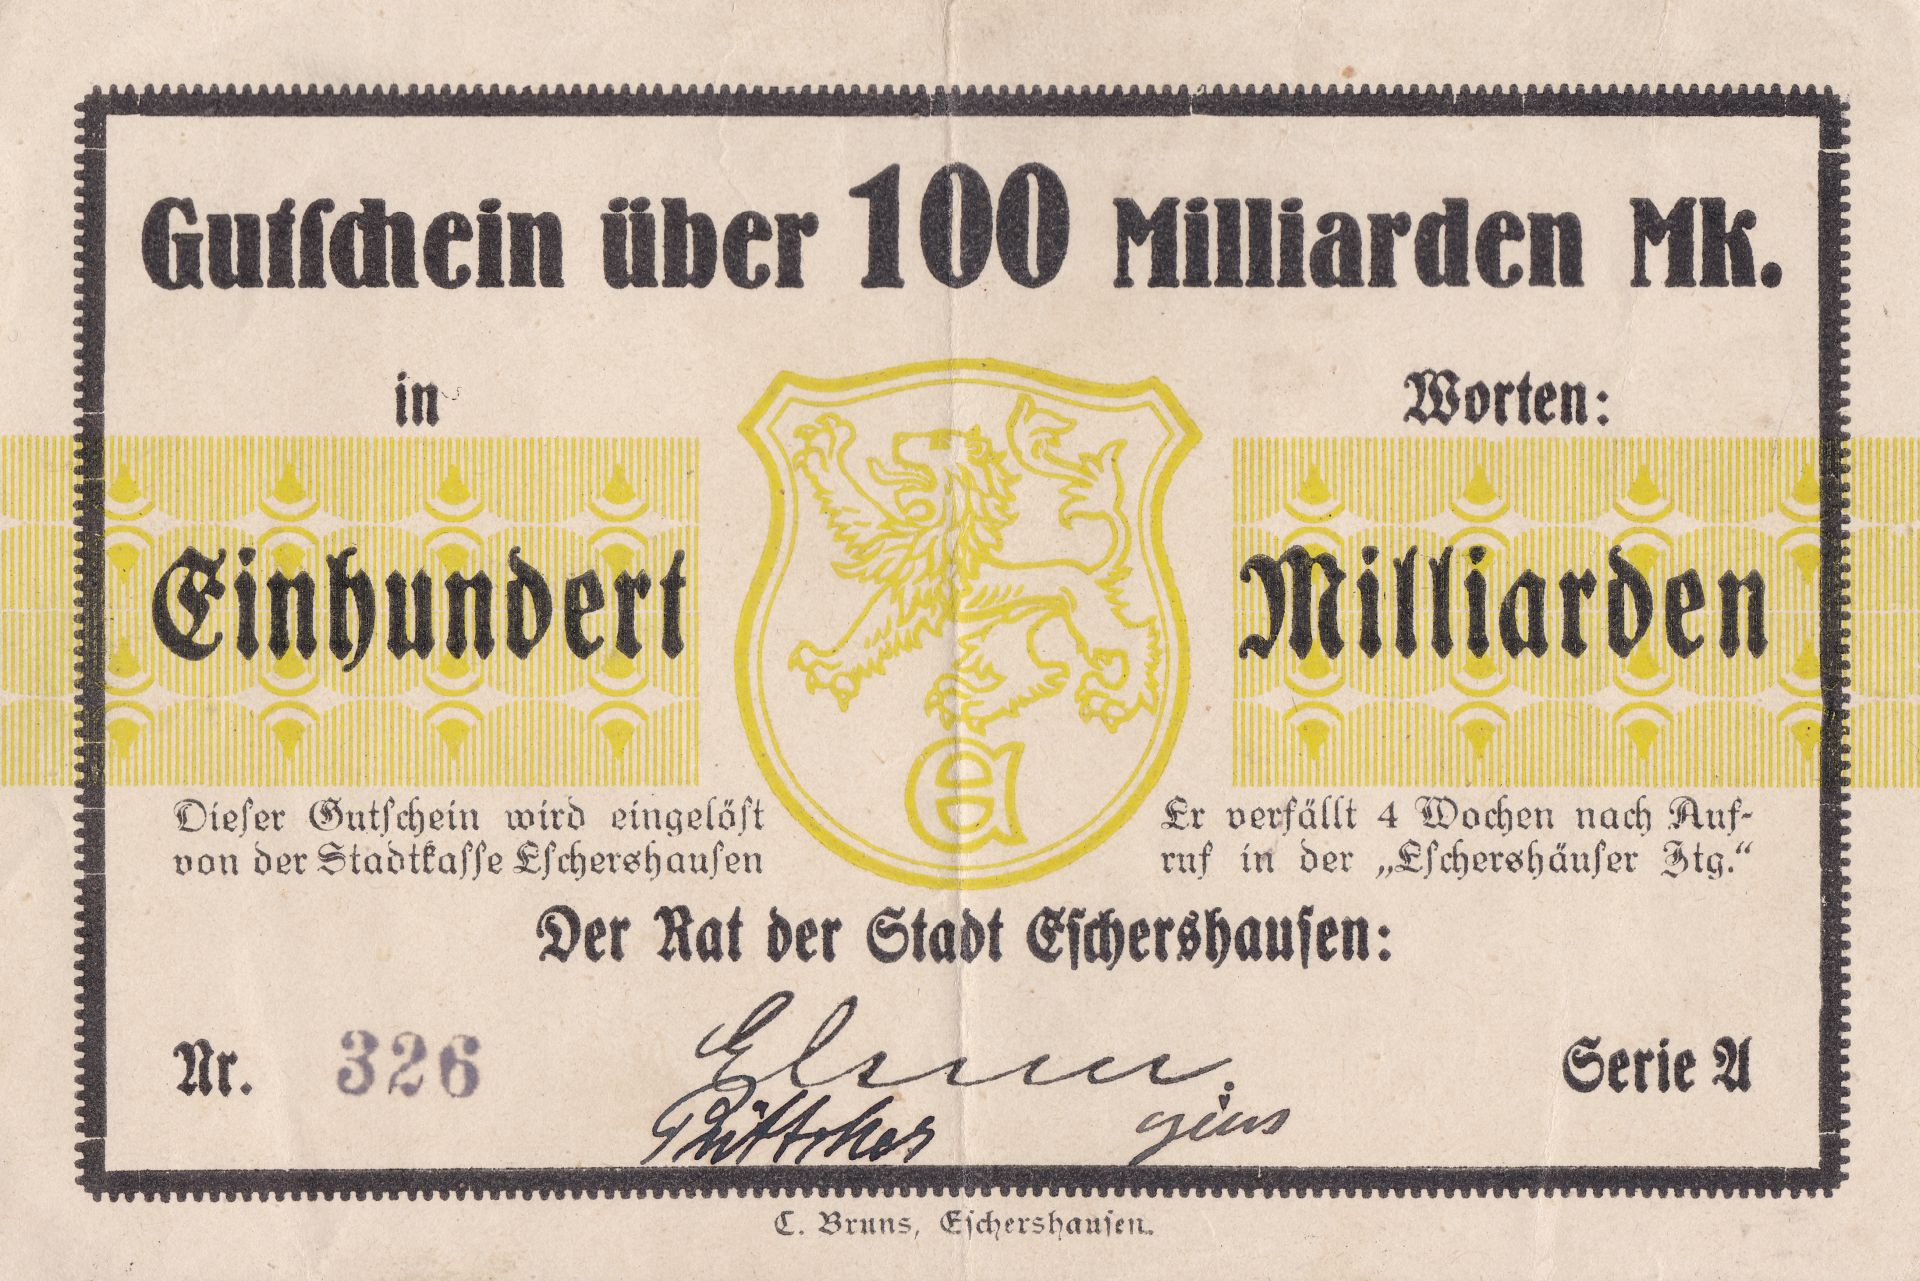 Gutschein über 100 Milliarden Mk.
in Worten:
Einhundert Milliarden
Dieser Gutschein wird eingelöst
von der Stadtkasse Eschershausen
Er verfällt 4 Wochen nach Auf-
ruf in der „Eschershäuser Ztg.“
Der Rat der Stadt Eschershausen:
Nr. 326
Serie A
C. Bruns, Eschershausen.